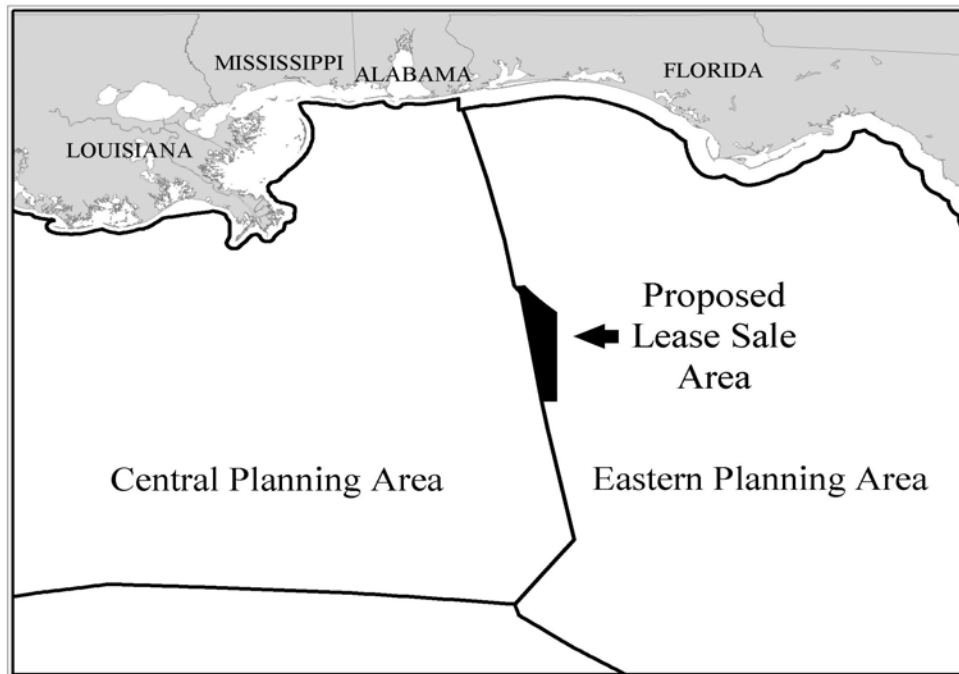 MISSISSIPPI
ALABAMA
FLORIDA
LOUISIANA
Proposed
Lease Sale
Area
Central Planning Area
Eastern Planning Area